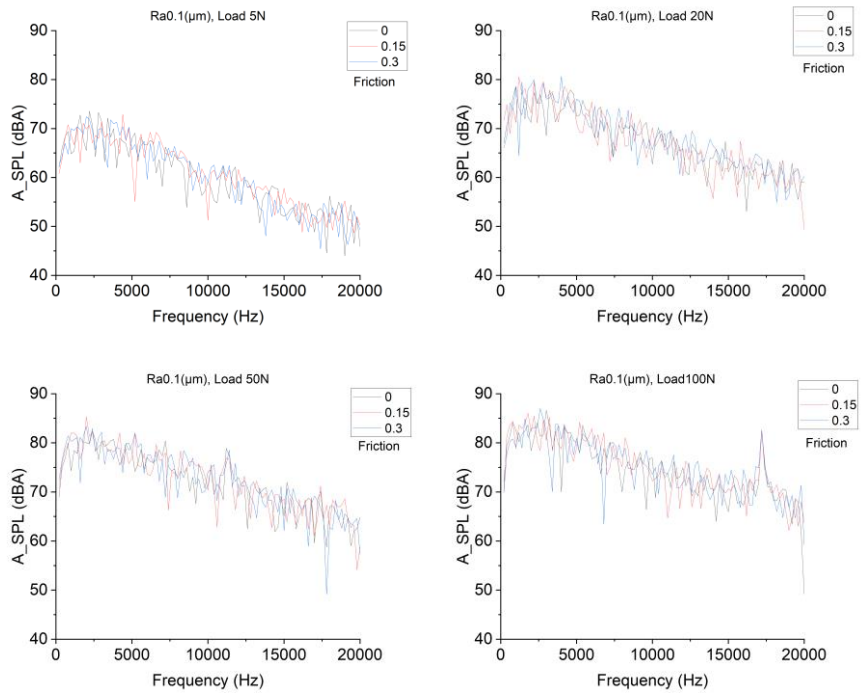 Ra0.1(μm), Load 5N
0
0.15
0.3
Friction
A_SPL (dBA)
90
80
70
60
50
40
0 5000 10000 15000 20000
Frequency (Hz)
Ra0.1(μm), Load 20N
0
0.15
0.3
Friction
A_SPL (dBA)
90
80
70
60
50
40
0 5000 10000 15000 20000
Frequency (Hz)
Ra0.1(μm), Load 50N
0
0.15
0.3
Friction
A_SPL (dBA)
90
80
70
60
50
40
0 5000 10000 15000 20000
Frequency (Hz)
Ra0.1(μm), Load100N
0
0.15
0.3
Friction
A_SPL (dBA)
90
80
70
60
50
40
0 5000 10000 15000 20000
Frequency (Hz)